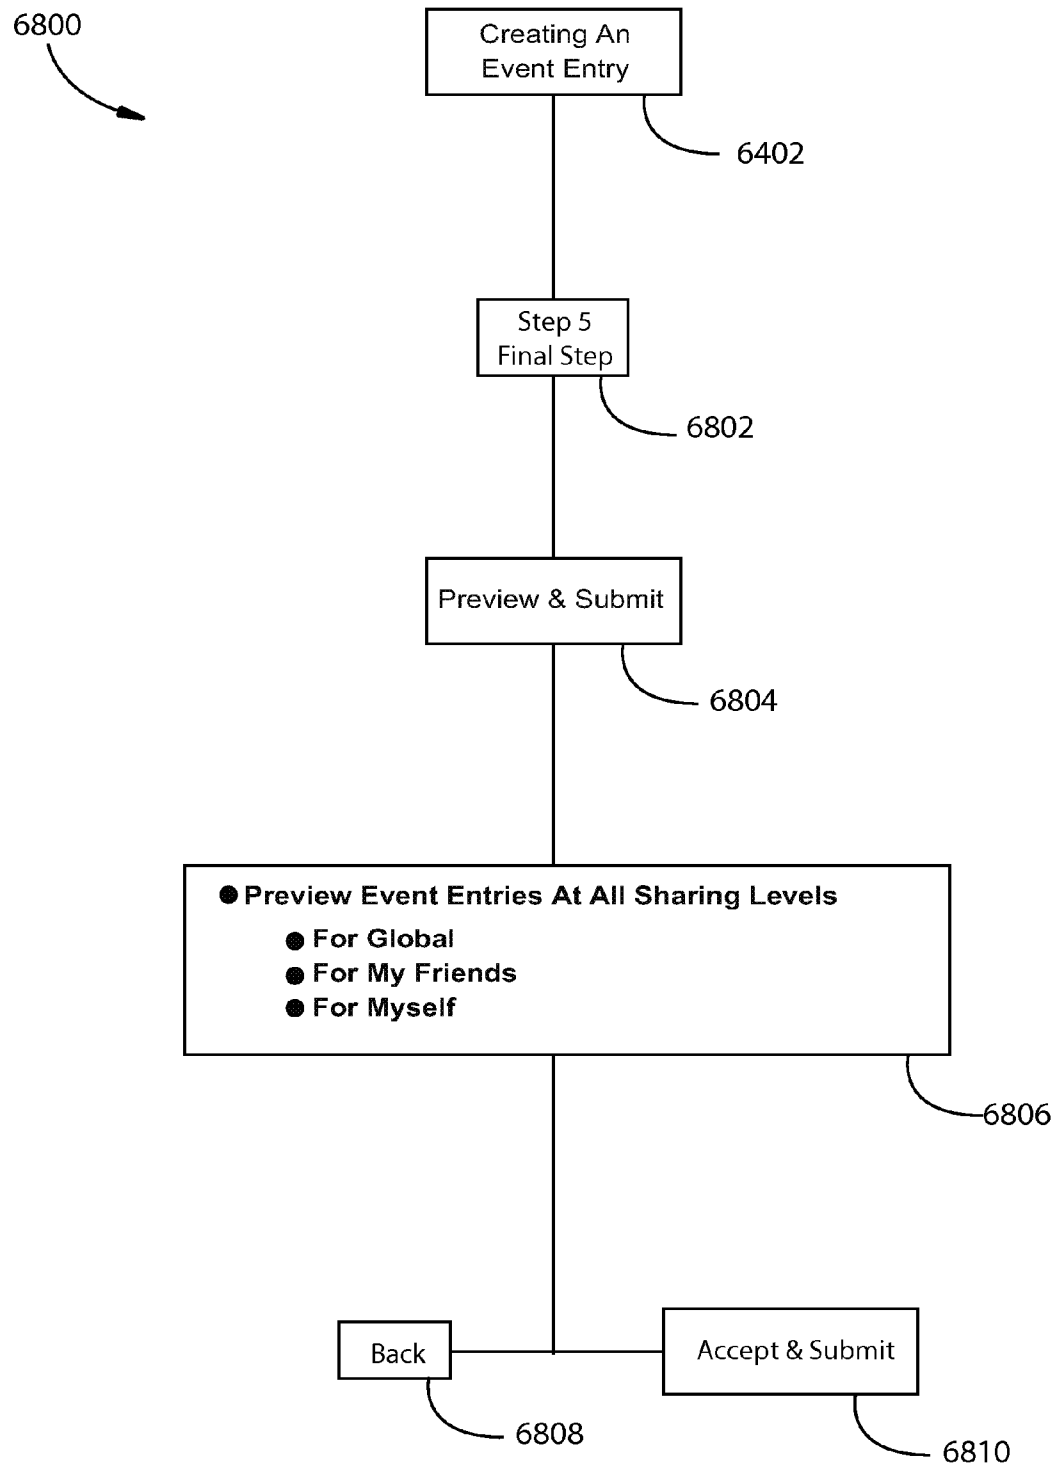 6800
Creating An
Event Entry
6402
Step 5
Final Step
6802
Preview & Submit
6804
● Preview Event Entries At All Sharing Levels
● For Global
● For My Friends
● For Myself
6806
Back
Accept & Submit
6808
6810